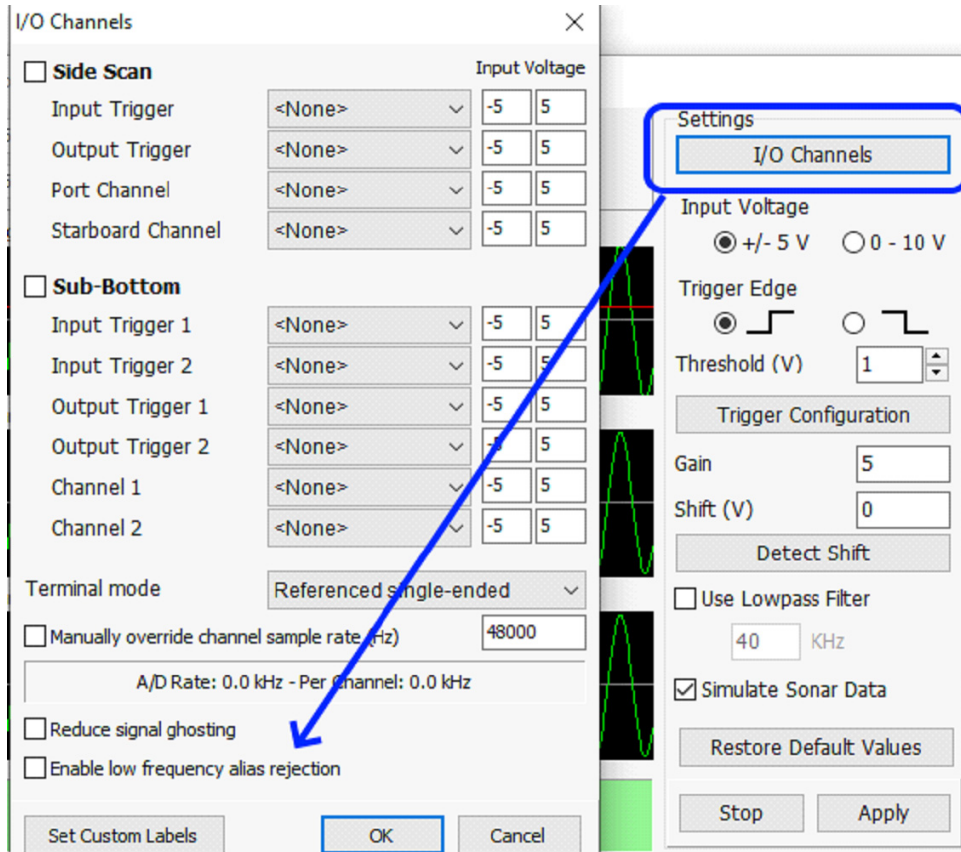 I/O Channels
Side Scan Input Voltage
Input Trigger <None> -5 5
Output Trigger <None> -5 5
Port Channel <None> -5 5
Starboard Channel <None> -5 5
Sub-Bottom
Input Trigger 1 <None> -5 5
Input Trigger 2 <None> -5 5
Output Trigger 1 <None> -5 5
Output Trigger 2 <None> -5 5
Channel 1 <None> -5 5
Channel 2 <None> -5 5
Terminal mode Referenced single-ended
Manually override channel sample rate (Hz) 48000
A/D Rate: 0.0 kHz - Per Channel: 0.0 kHz
Reduce signal ghosting
Enable low frequency alias rejection
Set Custom Labels OK Cancel
Settings
I/O Channels
Input Voltage
+/- 5 V 0 - 10 V
Trigger Edge
Threshold (V) 1
Trigger Configuration
Gain 5
Shift (V) 0
Detect Shift
Use Lowpass Filter
40 KHz
Simulate Sonar Data
Restore Default Values
Stop Apply